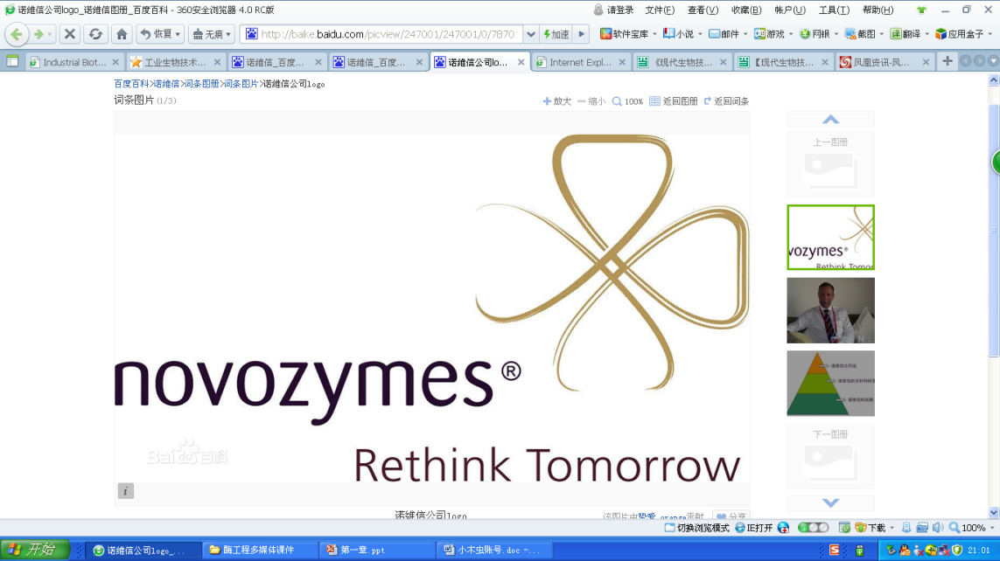 诺维信公司logo_诺维信图册_百度百科 - 360安全浏览器 4.0 RC版
请登录 文件(F) 查看(V) 收藏(B) 帐户(U) 工具(T) 帮助(H)
恢复 无痕 http://baike.baidu.com/picview/247001/247001/0/7870 加速 软件宝库 小说 邮件 游戏 网银 截图 翻译 应用盒子
Industrial Biot... 工业生物技术... 诺维信_百度... 诺维信_百度... 诺维信公司lo... Internet Expl... 《现代生物技... 【现代生物技... 凤凰资讯-风...
百度百科>诺维信>词条图册>词条图片>诺维信公司logo
词条图片 (1/3) 放大 缩小 100% 返回图册 返回词条
上一图册
novozymes®
Rethink Tomorrow
Bai 百科
vozymes®
Rethink Tomor
下一图册
i
诺维信公司logo 该图片由挚爱_orange贡献 分享
切换浏览模式 IE打开 下载 100%
开始 诺维信公司logo_... 酶工程多媒体课件 第一章.ppt 小木虫账号.doc - ... 21:01